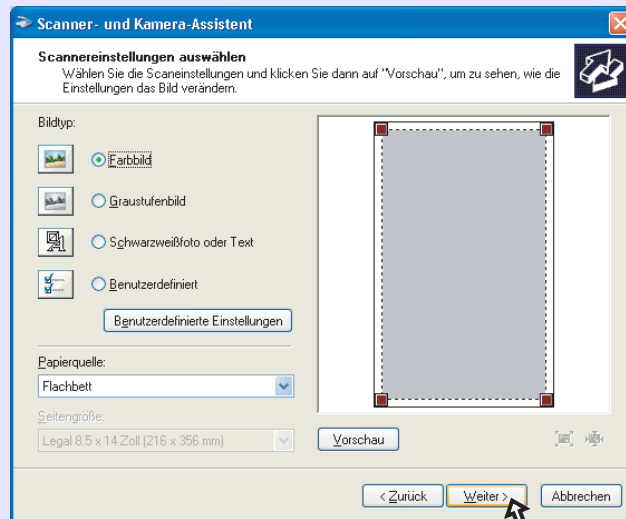 Scanner- und Kamera-Assistent
Scannereinstellungen auswählen
Wählen Sie die Scaneinstellungen und klicken Sie dann auf "Vorschau", um zu sehen, wie die
Einstellungen das Bild verändern.
Bildtyp:
Farbbild
Graustufenbild
Schwarzweißfoto oder Text
Benutzerdefiniert
Benutzerdefinierte Einstellungen
Papierquelle:
Flachbett
Seitengröße:
Legal 8.5 x 14 Zoll (216 x 356 mm)
Vorschau
< Zurück
Weiter >
Abbrechen